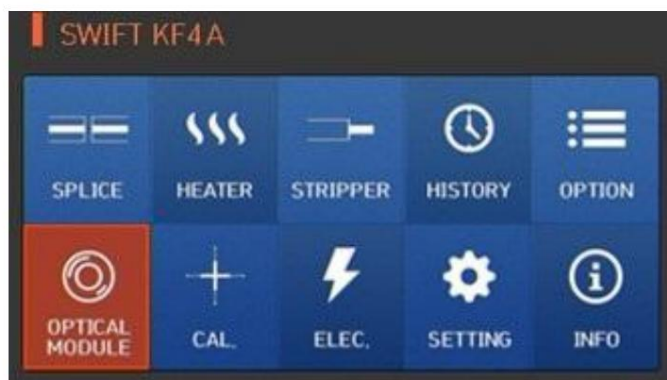 SWIFT KF4A
SPLICE HEATER STRIPPER HISTORY OPTION
OPTICAL
MODULE CAL. ELEC. SETTING INFO